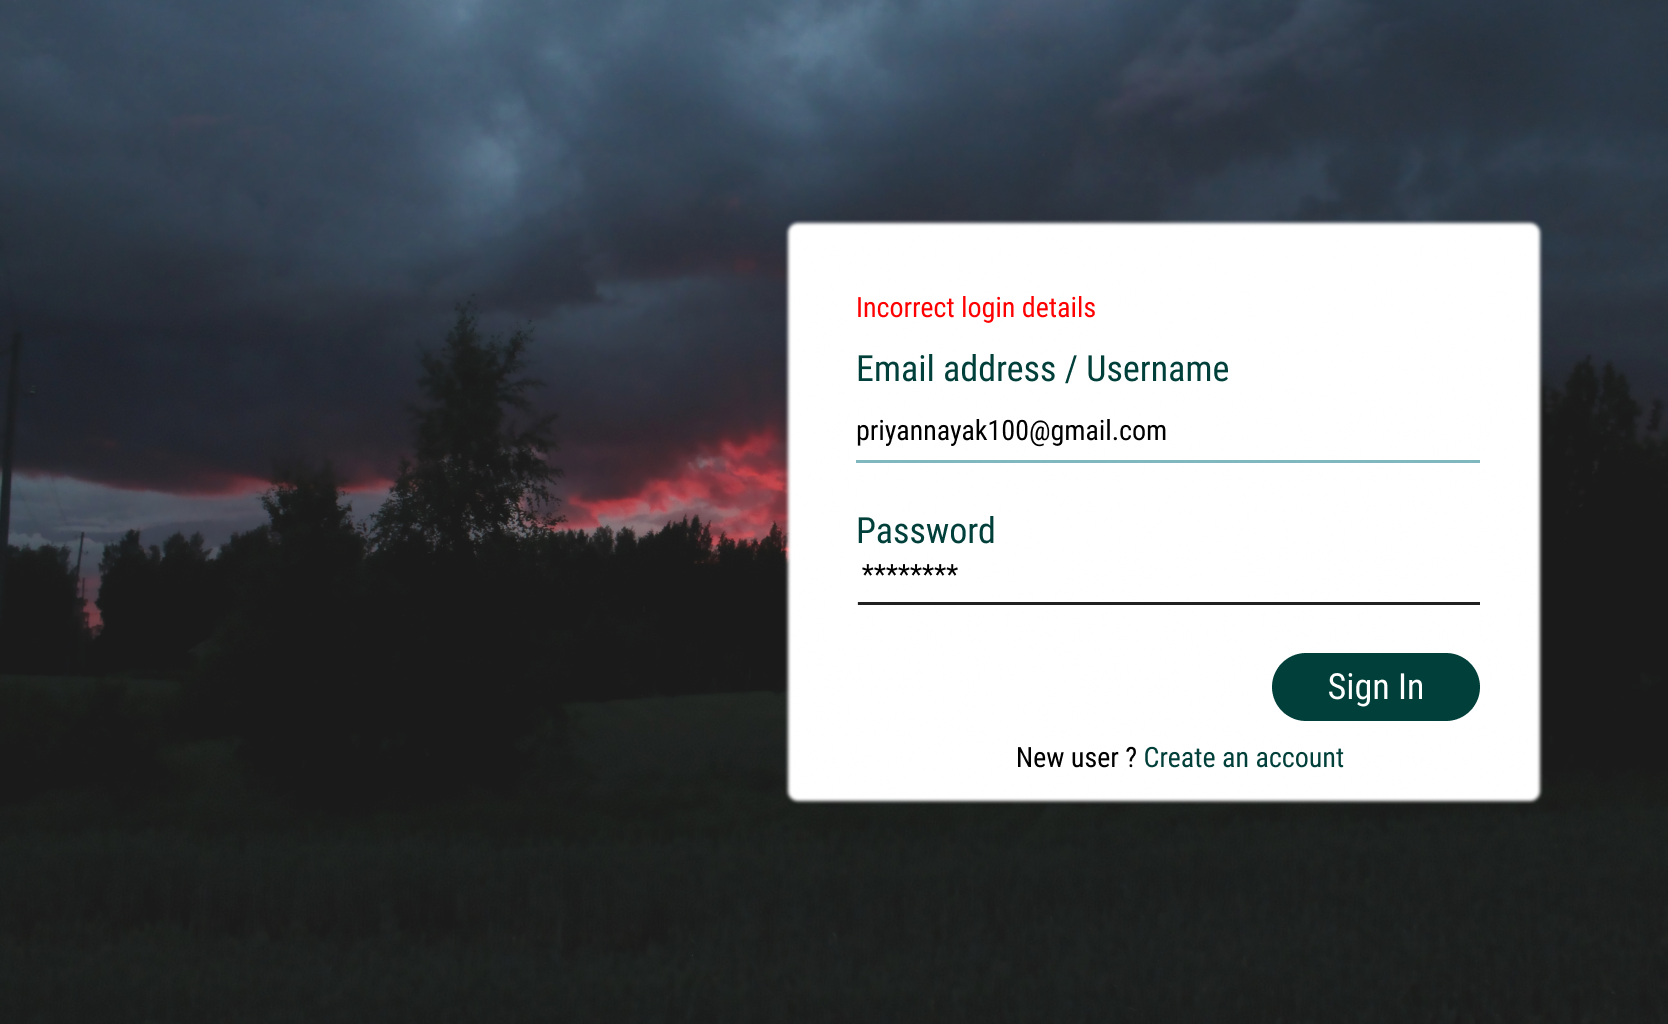 Incorrect login details
Email address / Username
priyannayak100@gmail.com
Password
********
Sign In
New user ? Create an account